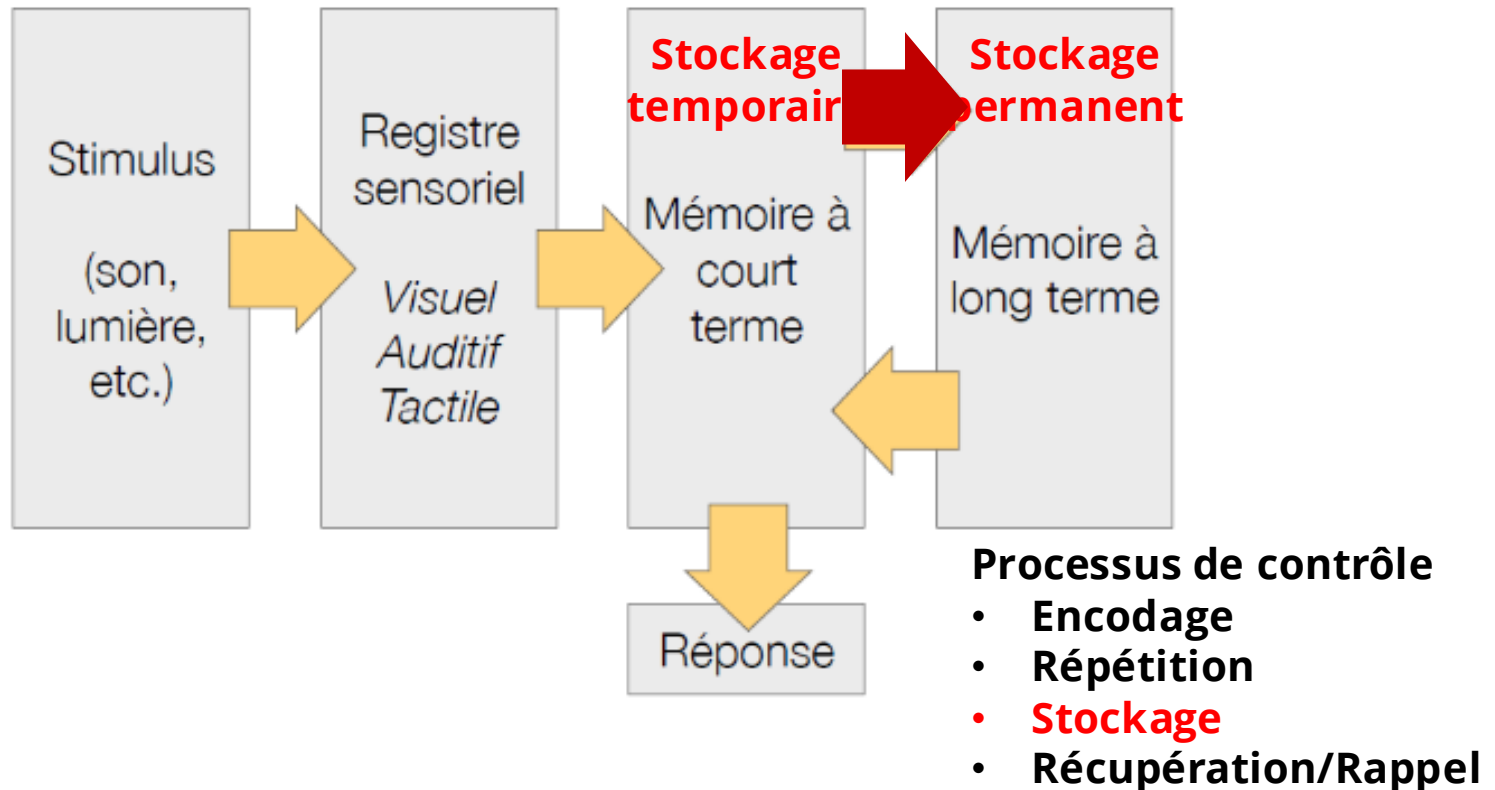 Stimulus
(son,
lumière,
etc.)
Registre
sensoriel
Visuel
Auditif
Tactile
Stockage
temporair
Mémoire à
court
terme
Stockage
permanent
Mémoire à
long terme
Réponse
Processus de contrôle
• Encodage
• Répétition
• Stockage
• Récupération/Rappel